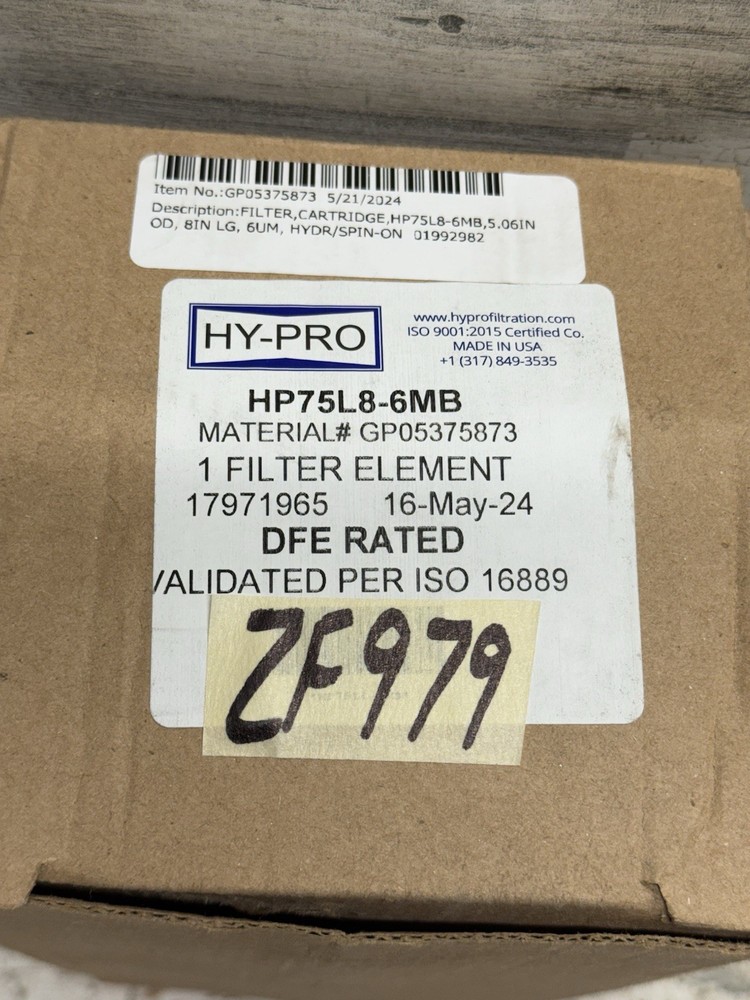 Item No.:GP05375873 5/21/2024
Description:FILTER,CARTRIDGE,HP75L8-6MB,5.06IN
OD, 8IN LG, 6UM, HYDR/SPIN-ON 01992982
HY-PRO
www.hyprofiltration.com
ISO 9001:2015 Certified Co.
MADE IN USA
+1 (317) 849-3535
HP75L8-6MB
MATERIAL# GP05375873
1 FILTER ELEMENT
17971965 16-May-24
DFE RATED
VALIDATED PER ISO 16889
ZF979